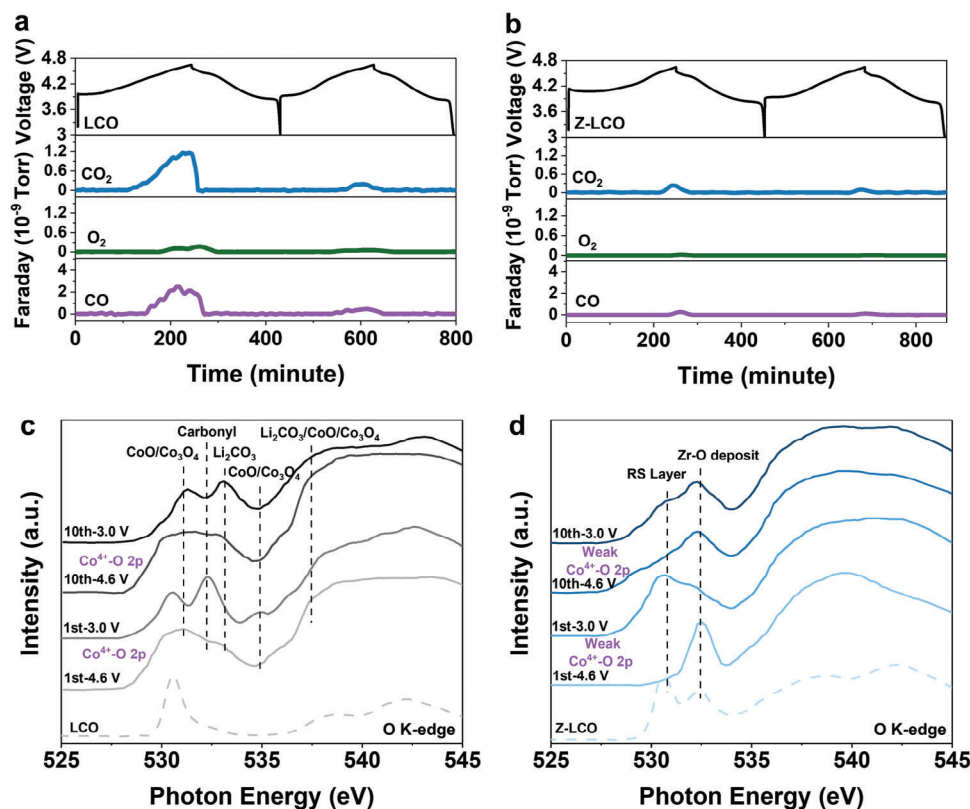 a
Voltage (V)
4.8
4.2
3.6
3
LCO
Faraday (10⁻⁹ Torr)
1.2
0.6
0
CO₂
1.2
0.6
0
O₂
4
2
0
CO
0 200 400 600 800
Time (minute)
b
Voltage (V)
4.8
4.2
3.6
3
Z-LCO
Faraday (10⁻⁹ Torr)
1.2
0.6
0
CO₂
1.2
0.6
0
O₂
4
2
0
CO
0 200 400 600 800
Time (minute)
c
Intensity (a.u.)
Carbonyl
Li₂CO₃/CoO/Co₃O₄
CoO/Co₃O₄
Li₂CO₃
CoO/Co₃O₄
10th-3.0 V
Co⁴⁺-O 2p
10th-4.6 V
1st-3.0 V
Co⁴⁺-O 2p
1st-4.6 V
LCO
O K-edge
525 530 535 540 545
Photon Energy (eV)
d
Intensity (a.u.)
Zr-O deposit
RS Layer
10th-3.0 V
Weak
Co⁴⁺-O 2p
10th-4.6 V
1st-3.0 V
Weak
Co⁴⁺-O 2p
1st-4.6 V
Z-LCO
O K-edge
525 530 535 540 545
Photon Energy (eV)